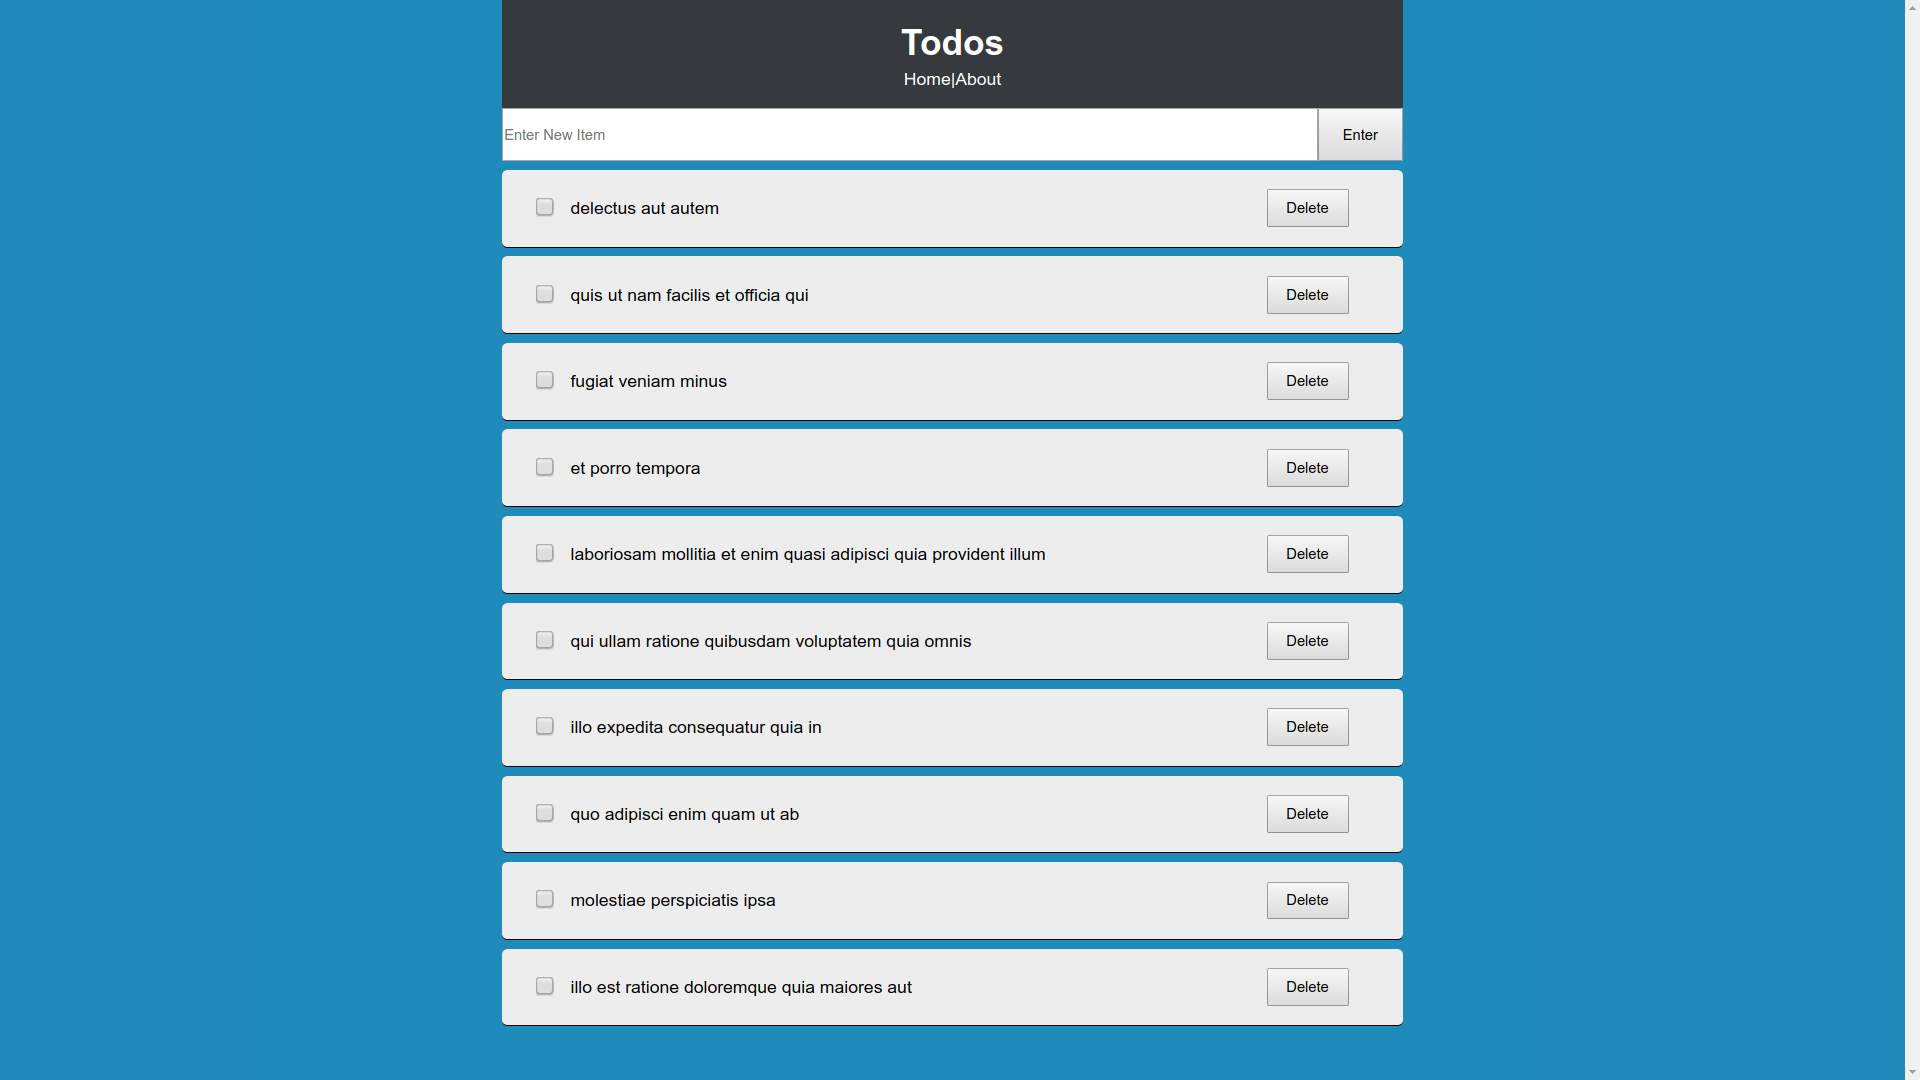 Todos
Home|About
Enter New Item Enter
delectus aut autem Delete
quis ut nam facilis et officia qui Delete
fugiat veniam minus Delete
et porro tempora Delete
laboriosam mollitia et enim quasi adipisci quia provident illum Delete
qui ullam ratione quibusdam voluptatem quia omnis Delete
illo expedita consequatur quia in Delete
quo adipisci enim quam ut ab Delete
molestiae perspiciatis ipsa Delete
illo est ratione doloremque quia maiores aut Delete